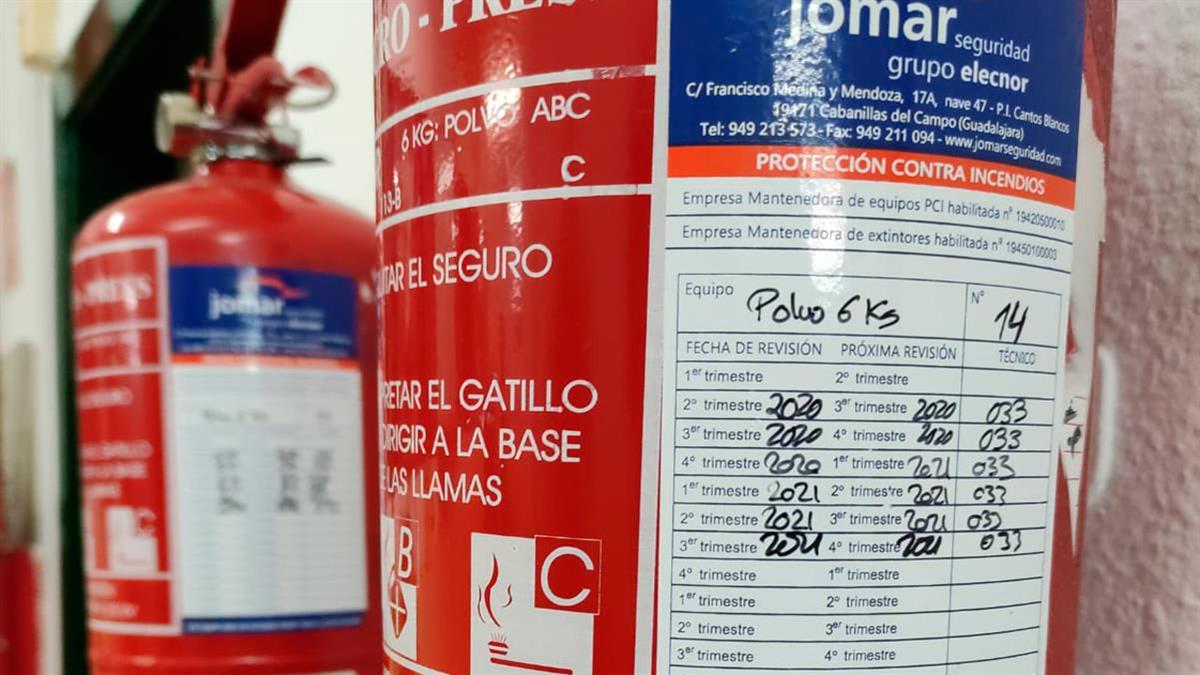 jomar seguridad
grupo elecnor
C/ Francisco Medina y Mendoza, 17A, nave 47 - P.I. Cantos Blancos
19171 Cabanillas del Campo (Guadalajara)
Tel: 949 213 573 - Fax: 949 211 094 - www.jomarseguridad.com
PROTECCIÓN CONTRA INCENDIOS
Empresa Mantenedora de equipos PCI habilitada nº 19420500010
Empresa Mantenedora de extintores habilitada nº 19450100003
Equipo Polvo 6 Kgs Nº 14
FECHA DE REVISIÓN PRÓXIMA REVISIÓN TÉCNICO
1er trimestre 2º trimestre
2º trimestre 2020 3er trimestre 2020 033
3er trimestre 2020 4º trimestre 2020 033
4º trimestre 2020 1er trimestre 2021 033
1er trimestre 2021 2º trimestre 2021 033
2º trimestre 2021 3er trimestre 2021 033
3er trimestre 2021 4º trimestre 2021 033
4º trimestre 1er trimestre
1er trimestre 2º trimestre
2º trimestre 3er trimestre
3er trimestre 4º trimestre
6 KG: POLVO ABC
C
EL SEGURO
EL GATILLO
DIRIGIR A LA BASE
LAS LLAMAS
B
C
jomar